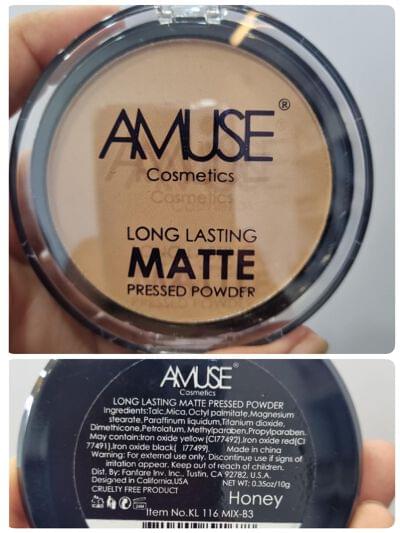 AMUSE®
Cosmetics
LONG LASTING
MATTE
PRESSED POWDER
AMUSE®
Cosmetics
LONG LASTING MATTE PRESSED POWDER
Ingredients:Talc,Mica,Octyl palmitate,Magnesium
stearate,Paraffinum liquidum,Titanium dioxide,
Dimethicone,Petrolatum, Methylparaben,Propylparaben.
May contain:Iron oxide yellow (CI77492),Iron oxide red(CI
77491),Iron oxide black( I77499). Made in china
Warning: For external use only. Discontinue use if signs of
irritation appear. Keep out of reach of children.
Dist. By: Fanfare Inv. Inc., Tustin, CA 92782, U.S.A.
Designed in California,USA NET WT: 0.35oz/10g
CRUELTY FREE PRODUCT
Honey
24M
Item No.KL 116 MIX-B3